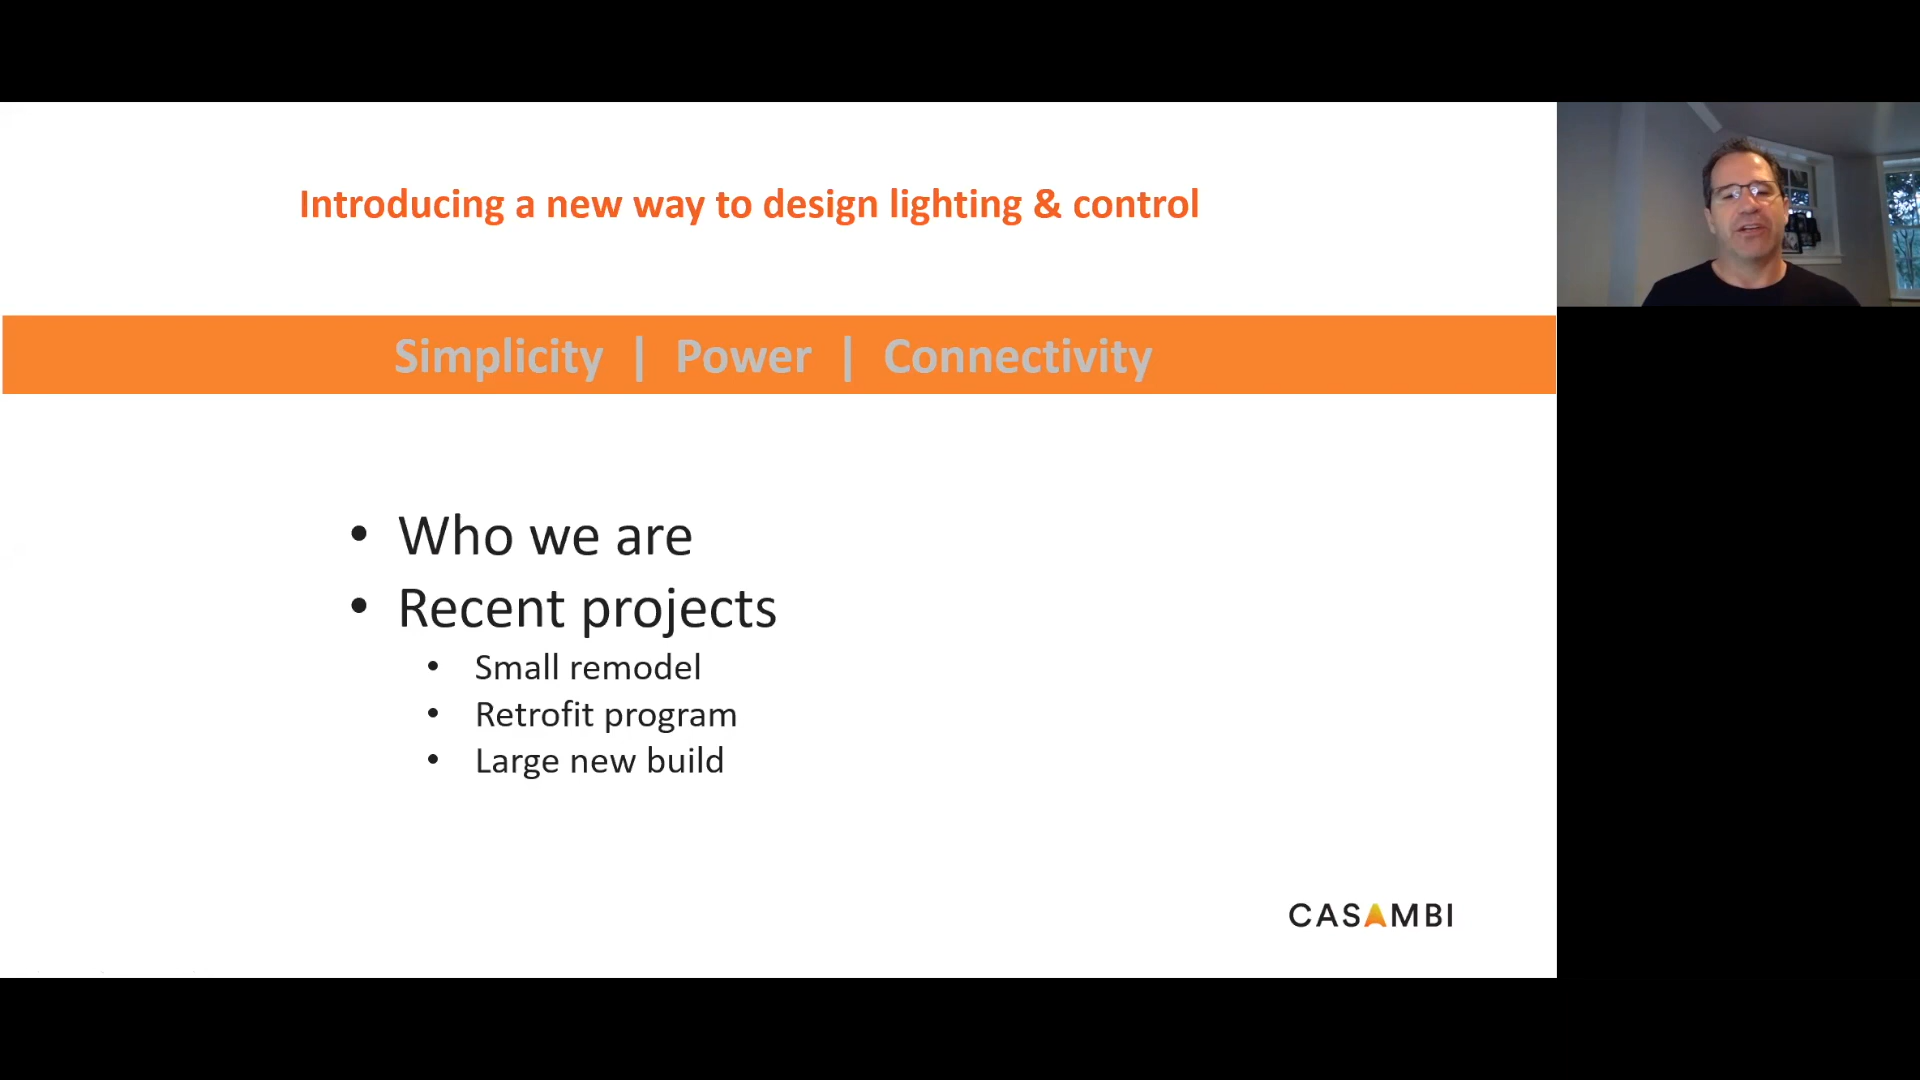 Introducing a new way to design lighting & control
Simplicity | Power | Connectivity
• Who we are
• Recent projects
• Small remodel
• Retrofit program
• Large new build
CASAMBI